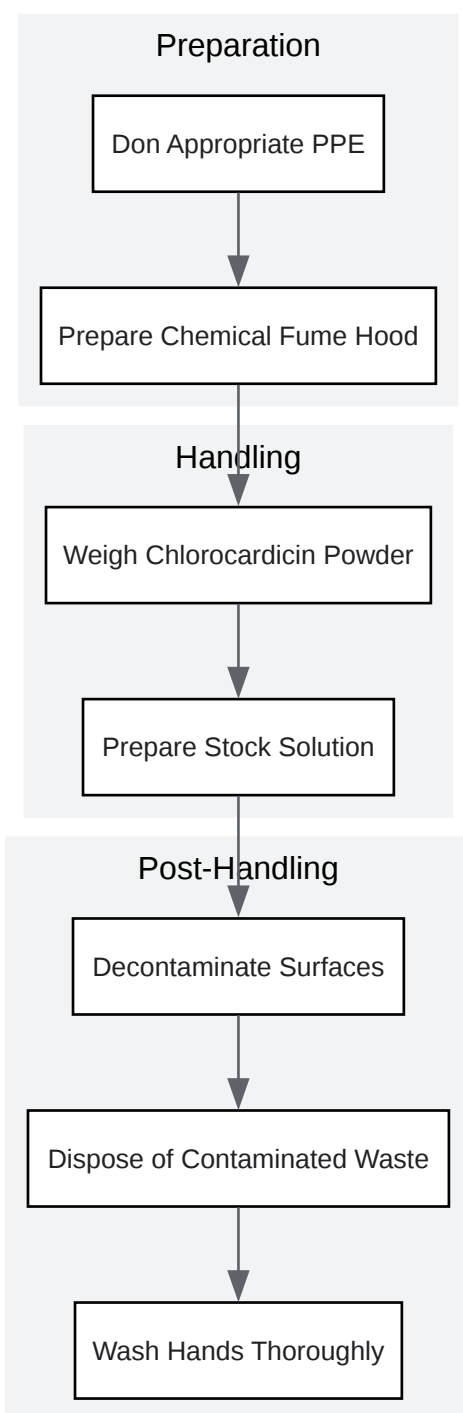 Preparation
Don Appropriate PPE
Prepare Chemical Fume Hood
Handling
Weigh Chlorocardicin Powder
Prepare Stock Solution
Post-Handling
Decontaminate Surfaces
Dispose of Contaminated Waste
Wash Hands Thoroughly